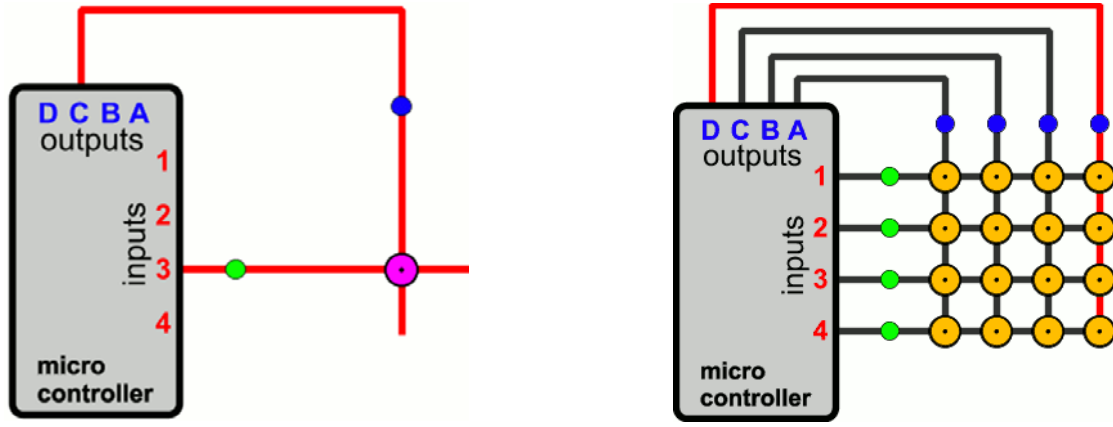 D C B A
outputs
1
2
inputs
3
4
micro
controller
D C B A
outputs
1
2
inputs
3
4
micro
controller